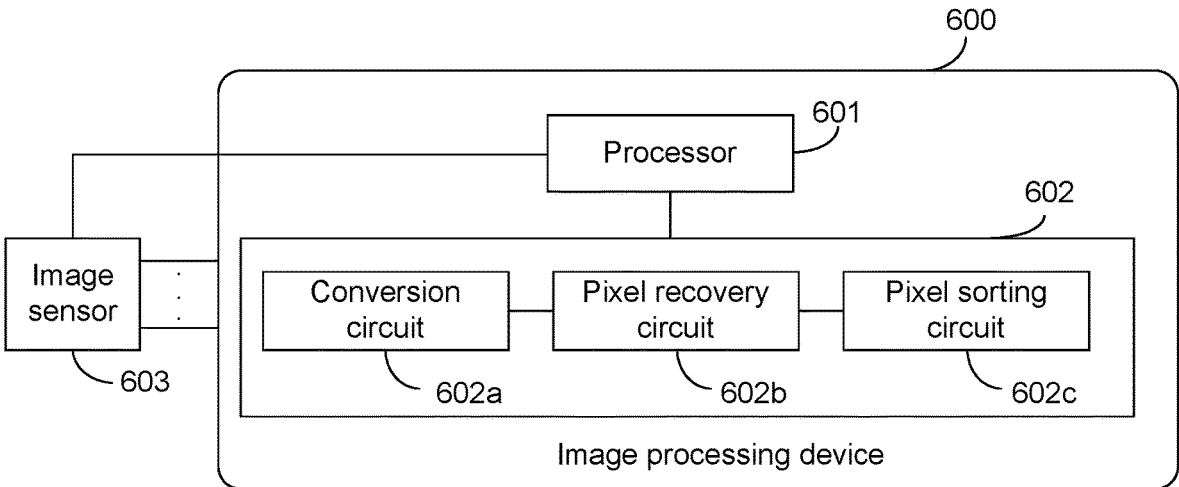 600
601
Processor
602
Image
sensor
Conversion
circuit
Pixel recovery
circuit
Pixel sorting
circuit
603
602a
602b
602c
Image processing device